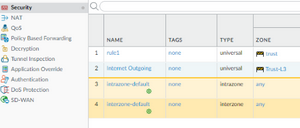 Security
NAT
QoS
Policy Based Forwarding
Decryption
Tunnel Inspection
Application Override
Authentication
DoS Protection
SD-WAN
NAME TAGS TYPE ZONE
1 rule1 none universal trust
2 Internet Outgoing none universal Trust-L3
3 intrazone-default none intrazone any
4 interzone-default none interzone any